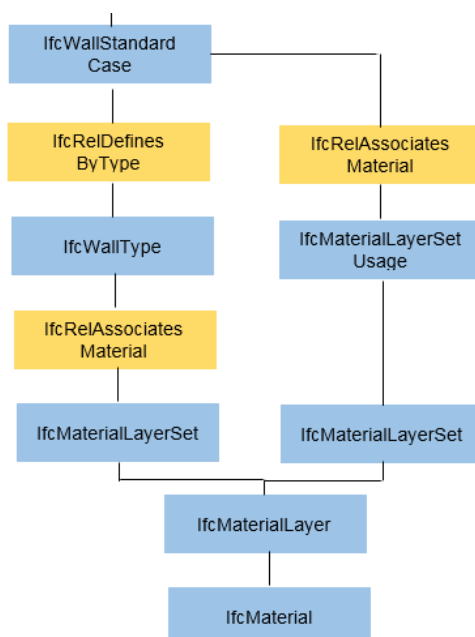 IfcWallStandard
Case
IfcRelDefines
ByType
IfcRelAssociates
Material
IfcWallType
IfcMaterialLayerSet
Usage
IfcRelAssociates
Material
IfcMaterialLayerSet
IfcMaterialLayerSet
IfcMaterialLayer
IfcMaterial